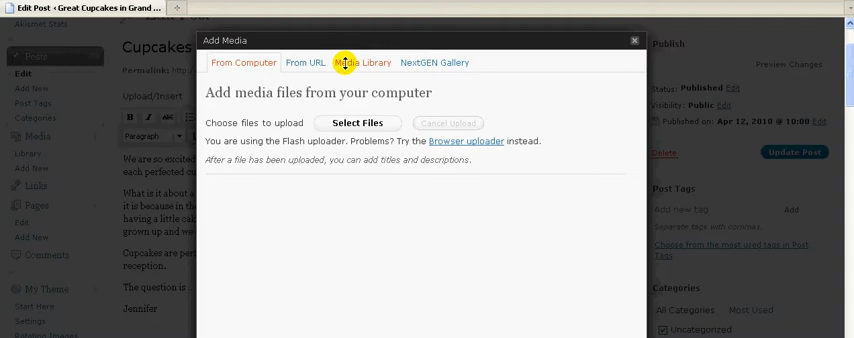 Edit Post ‹ Great Cupcakes in Grand ...
Akismet Stats
Posts
Edit
Add New
Post Tags
Categories
Media
Library
Add New
Links
Pages
Edit
Add New
Comments
My Theme
Start Here
Settings
Rotating Images
Cupcakes
Permalink: http:/
Upload/Insert
B I ABC
Paragraph
We are so excited
each perfected cu
What is it about a
it is because in the
having a little cak
grown up and we
Cupcakes are pert
reception.
The question is ..
Jennifer
Add Media
From Computer From URL Media Library NextGEN Gallery
Add media files from your computer
Choose files to upload Select Files Cancel Upload
You are using the Flash uploader. Problems? Try the Browser uploader instead.
After a file has been uploaded, you can add titles and descriptions.
Publish
Preview Changes
Status: Published Edit
Visibility: Public Edit
Published on: Apr 12, 2010 @ 10:00 Edit
Delete Update Post
Post Tags
Add new tag Add
Separate tags with commas.
Choose from the most used tags in Post
Tags
Categories
All Categories Most Used
Uncategorized